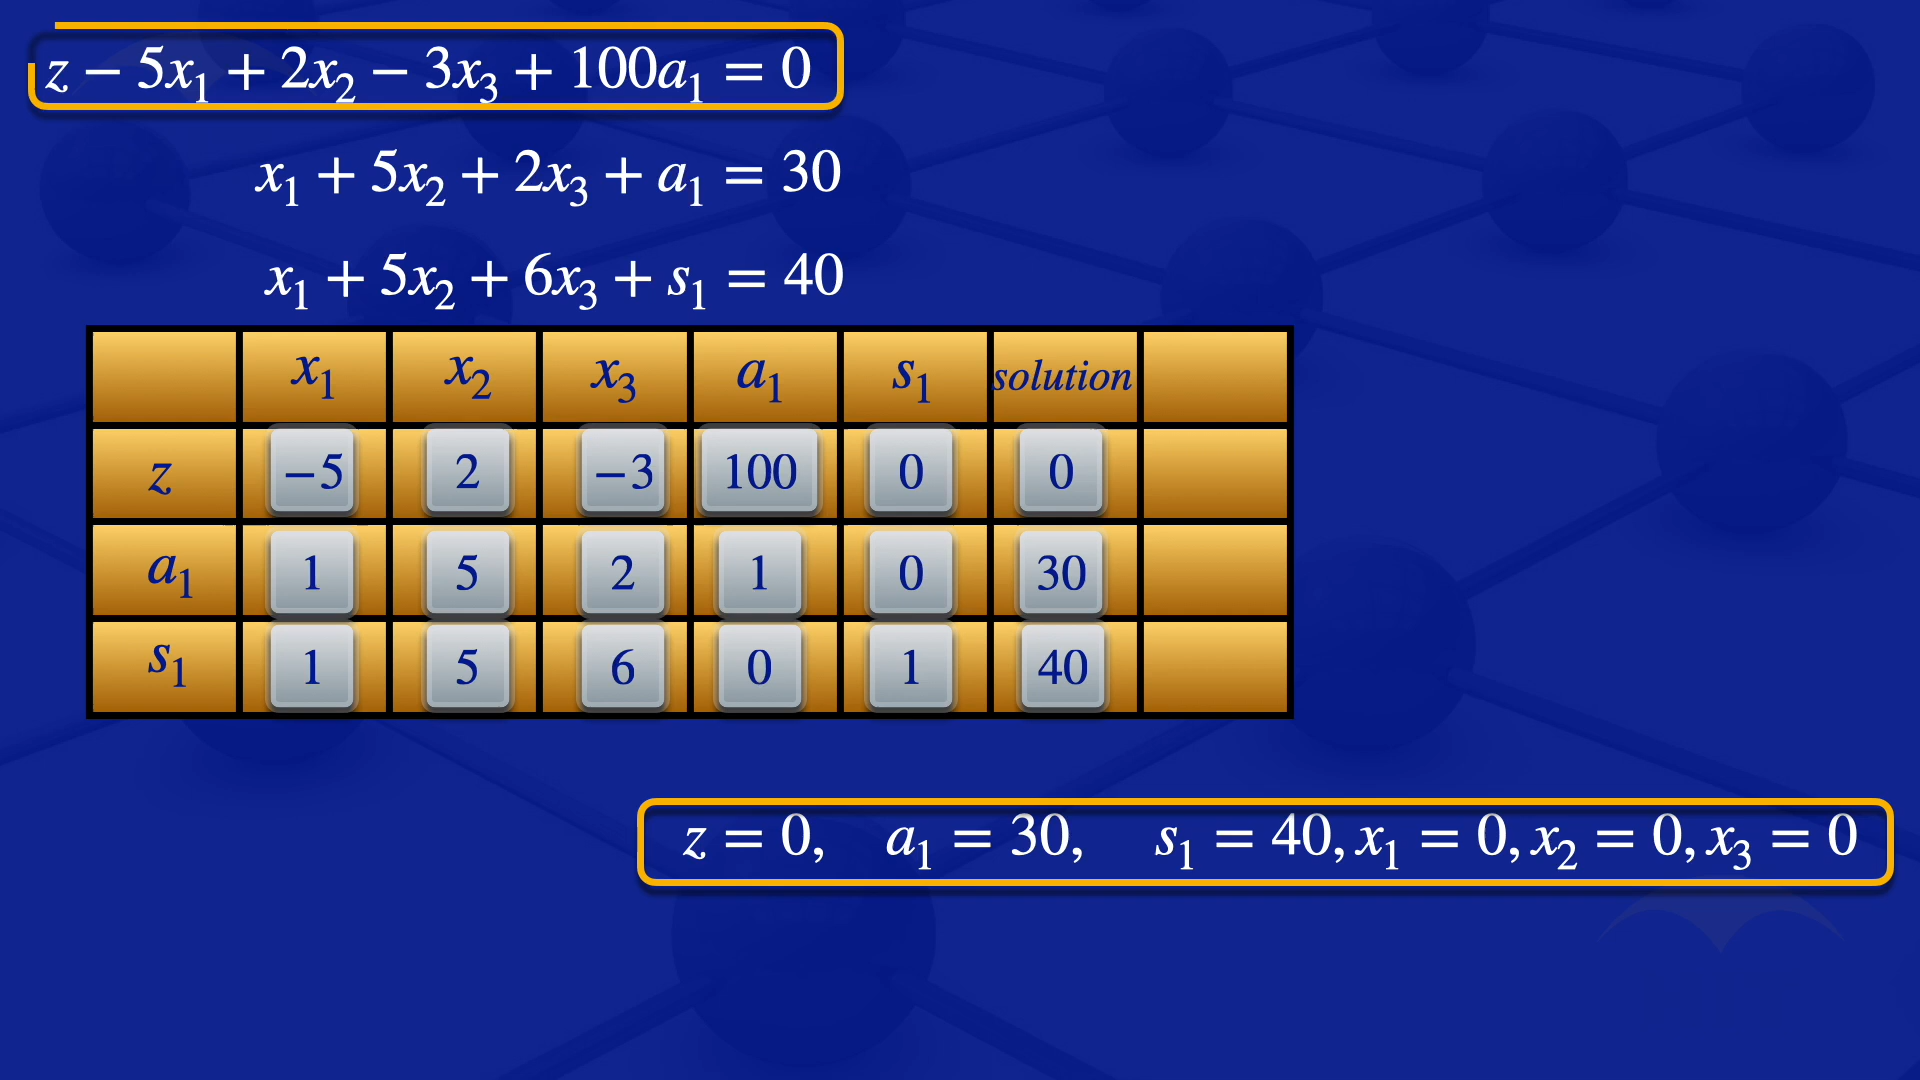 z − 5x₁ + 2x₂ − 3x₃ + 100a₁ = 0
x₁ + 5x₂ + 2x₃ + a₁ = 30
x₁ + 5x₂ + 6x₃ + s₁ = 40
x₁ x₂ x₃ a₁ s₁ solution
z −5 2 −3 100 0 0
a₁ 1 5 2 1 0 30
s₁ 1 5 6 0 1 40
z = 0, a₁ = 30, s₁ = 40, x₁ = 0, x₂ = 0, x₃ = 0